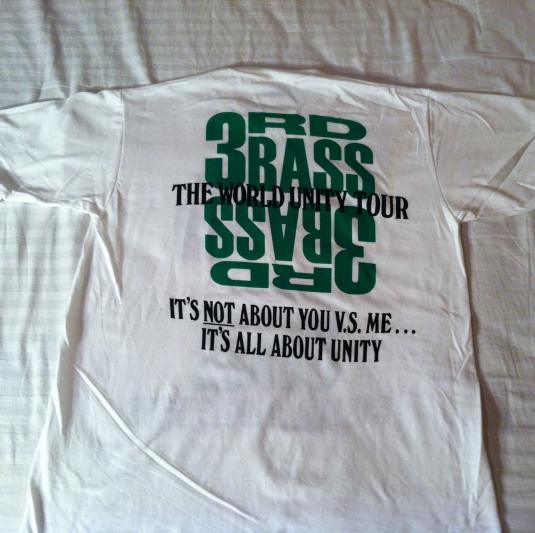 3RD
BASS
THE WORLD UNITY TOUR
3RD
BASS
IT'S NOT ABOUT YOU V.S. ME...
IT'S ALL ABOUT UNITY